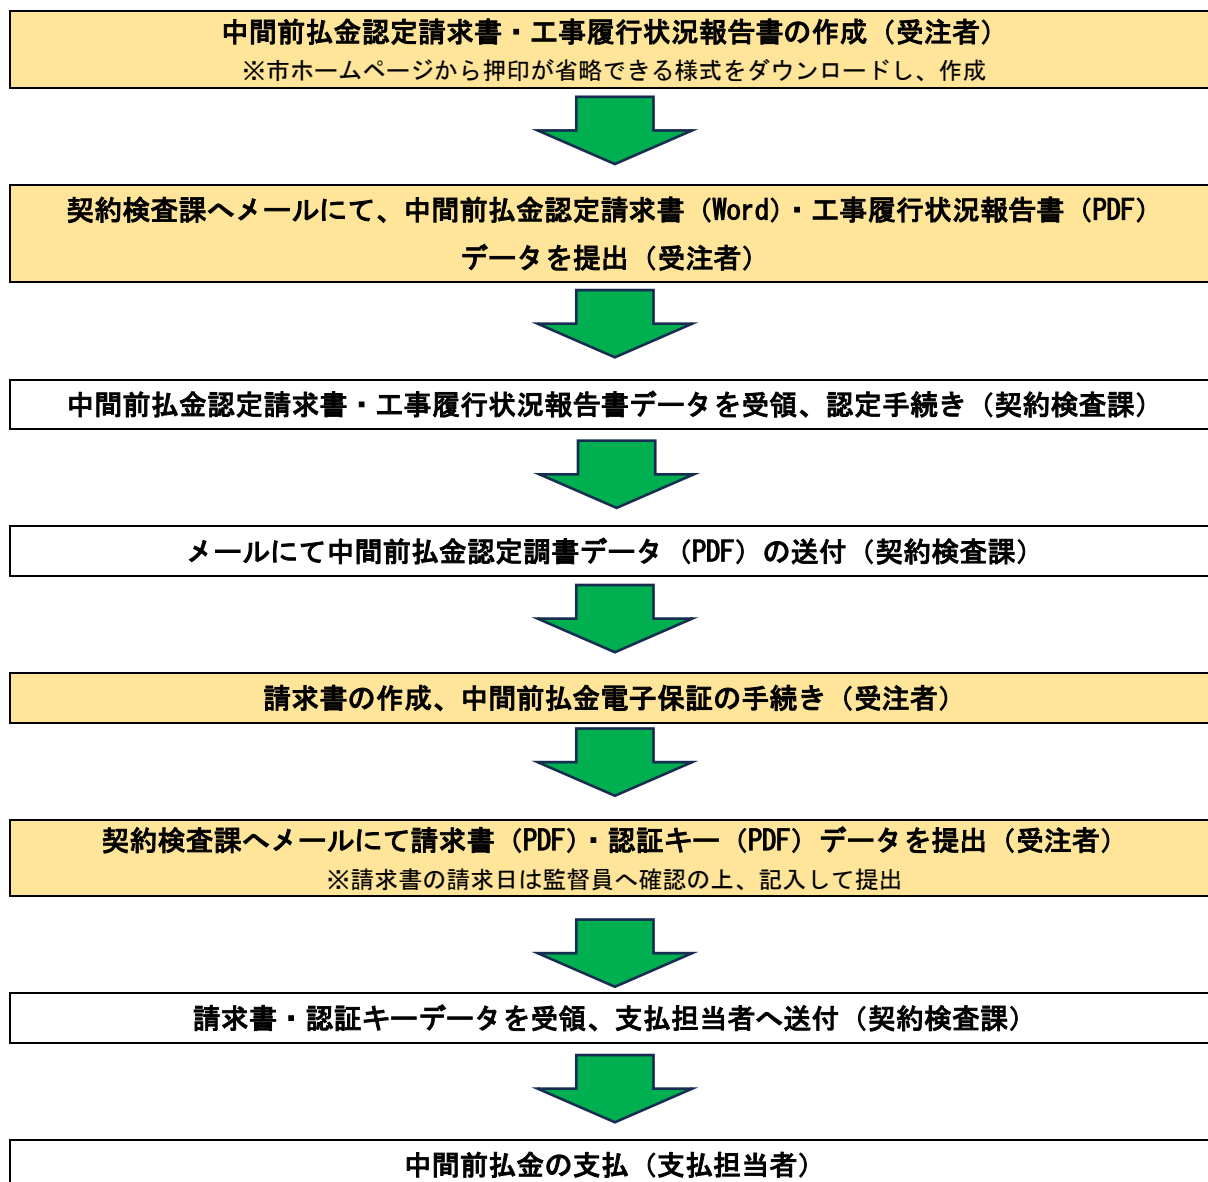 中間前払金認定請求書・工事履行状況報告書の作成（受注者）
※市ホームページから押印が省略できる様式をダウンロードし、作成
契約検査課へメールにて、中間前払金認定請求書（Word）・工事履行状況報告書（PDF）
データを提出（受注者）
中間前払金認定請求書・工事履行状況報告書データを受領、認定手続き（契約検査課）
メールにて中間前払金認定調書データ（PDF）の送付（契約検査課）
請求書の作成、中間前払金電子保証の手続き（受注者）
契約検査課へメールにて請求書（PDF）・認証キー（PDF）データを提出（受注者）
※請求書の請求日は監督員へ確認の上、記入して提出
請求書・認証キーデータを受領、支払担当者へ送付（契約検査課）
中間前払金の支払（支払担当者）